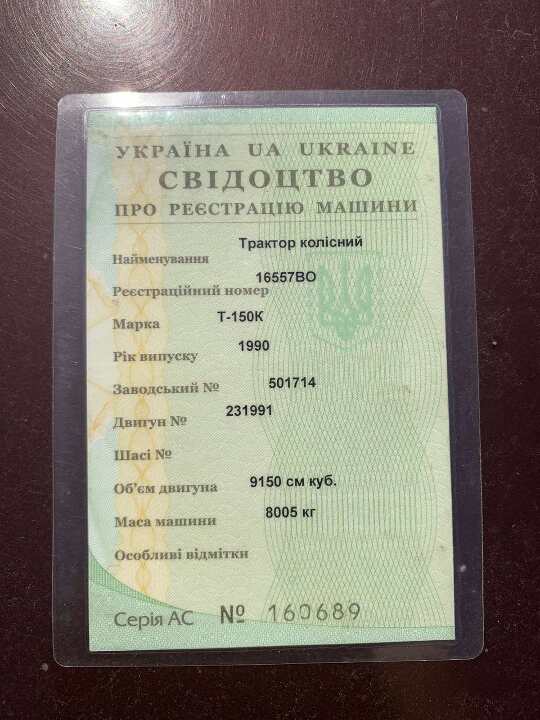 УКРАЇНА UA UKRAINE
СВІДОЦТВО
ПРО РЕЄСТРАЦІЮ МАШИНИ
Найменування Трактор колісний
Реєстраційний номер 16557ВО
Марка Т-150К
Рік випуску 1990
Заводський № 501714
Двигун № 231991
Шасі №
Об'єм двигуна 9150 см куб.
Маса машини 8005 кг
Особливі відмітки
Серія АС № 160689